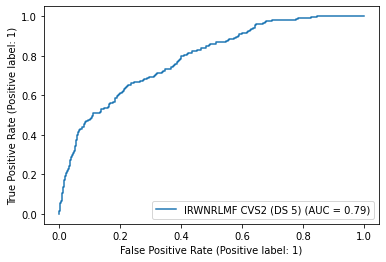 1.0
0.8
0.6
0.4
0.2
0.0
True Positive Rate (Positive label: 1)
IRWNRLMF CVS2 (DS 5) (AUC = 0.79)
0.0 0.2 0.4 0.6 0.8 1.0
False Positive Rate (Positive label: 1)